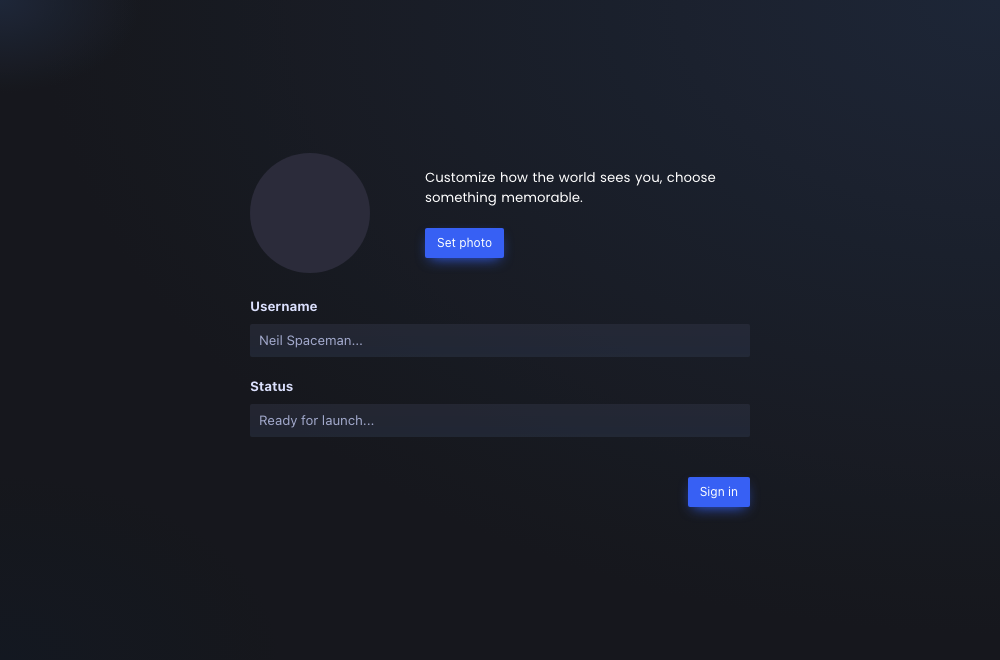 Customize how the world sees you, choose
something memorable.
Set photo
Username
Neil Spaceman...
Status
Ready for launch...
Sign in